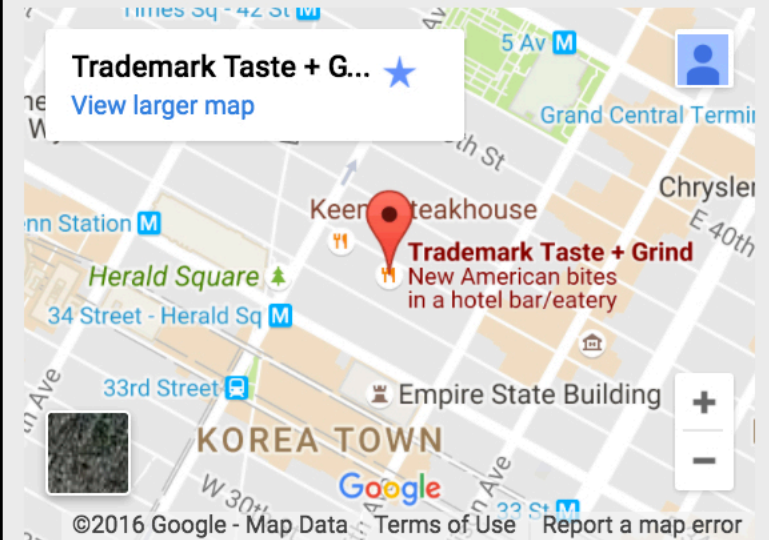 Times Sq - 42 St M
Trademark Taste + G...
View larger map
5 Av M
Grand Central Termi
th St
Chrysler
Keen teakhouse
E 40th
nn Station M
Trademark Taste + Grind
New American bites
in a hotel bar/eatery
Herald Square
34 Street - Herald Sq M
33rd Street
Empire State Building
Ave
KOREA TOWN
Google
W 30th
33 St M
©2016 Google - Map Data
Terms of Use
Report a map error